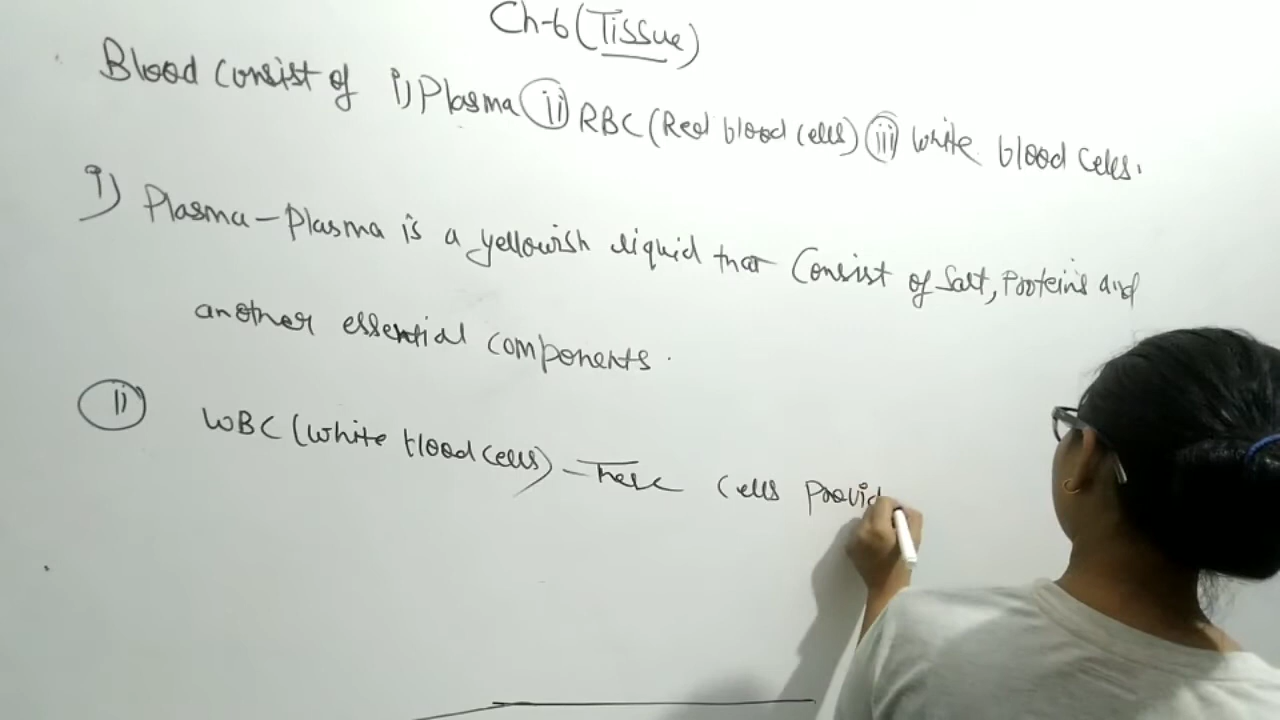 Ch-6 (Tissue)
Blood Consist of i) Plasma ii) RBC (Red blood cells) iii) White blood Cells.
i) Plasma - Plasma is a yellowish liquid that Consist of Salt, Proteins and
another essential components.
ii) WBC (White blood cells) - These Cells Provid